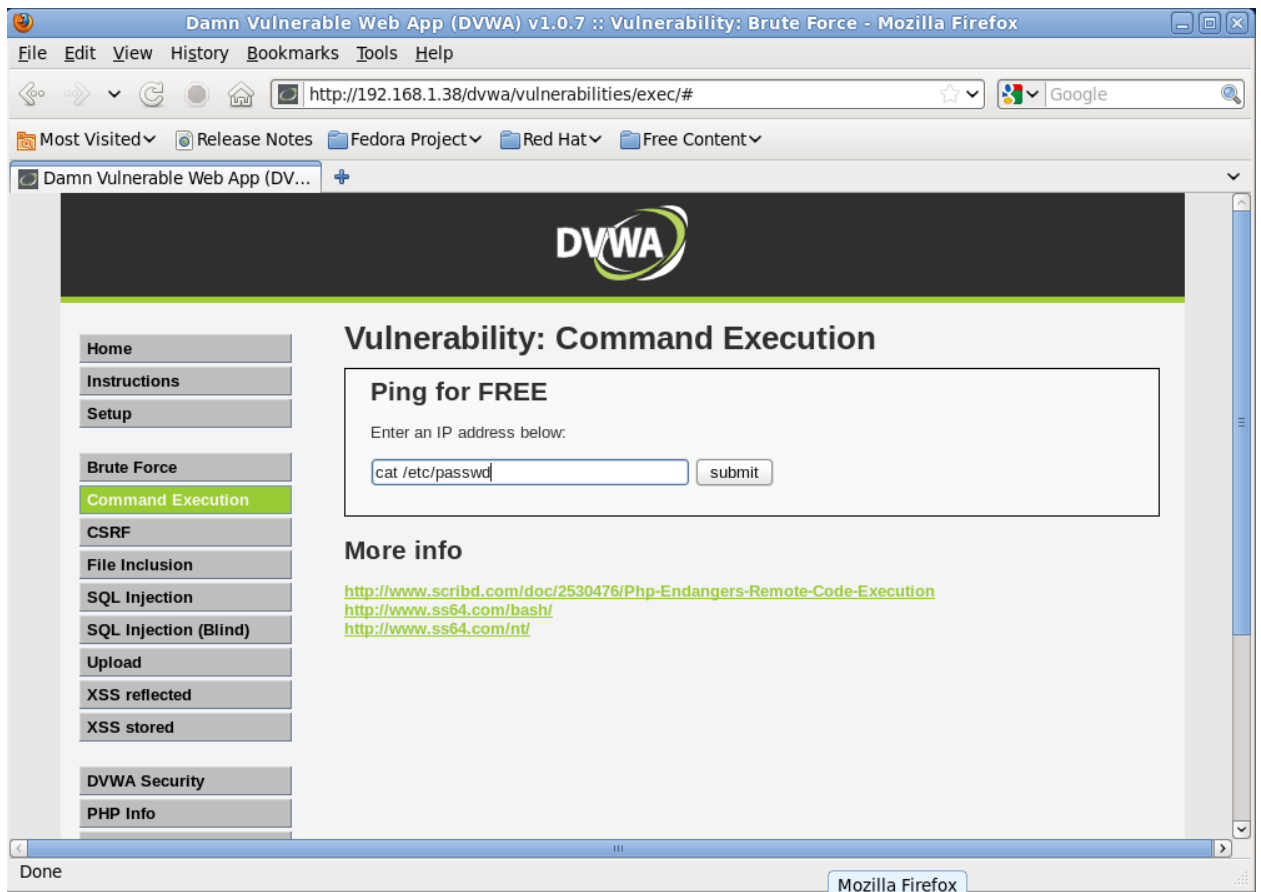 Damn Vulnerable Web App (DVWA) v1.0.7 :: Vulnerability: Brute Force - Mozilla Firefox
File Edit View History Bookmarks Tools Help
http://192.168.1.38/dvwa/vulnerabilities/exec/# Google
Most Visited Release Notes Fedora Project Red Hat Free Content
Damn Vulnerable Web App (DV...
DVWA
Home
Instructions
Setup
Brute Force
Command Execution
CSRF
File Inclusion
SQL Injection
SQL Injection (Blind)
Upload
XSS reflected
XSS stored
DVWA Security
PHP Info
Vulnerability: Command Execution
Ping for FREE
Enter an IP address below:
cat /etc/passwd submit
More info
http://www.scribd.com/doc/2530476/Php-Endangers-Remote-Code-Execution
http://www.ss64.com/bash/
http://www.ss64.com/nt/
Done
Mozilla Firefox